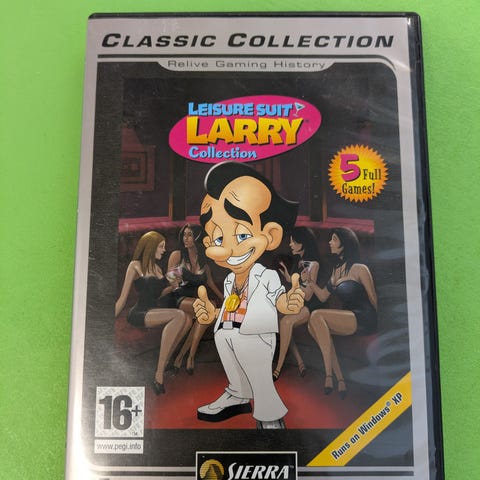 CLASSIC COLLECTION
Relive Gaming History
LEISURE SUIT
LARRY
Collection
5 Full
Games!
16+
www.pegi.info
Runs on Windows® XP
SIERRA